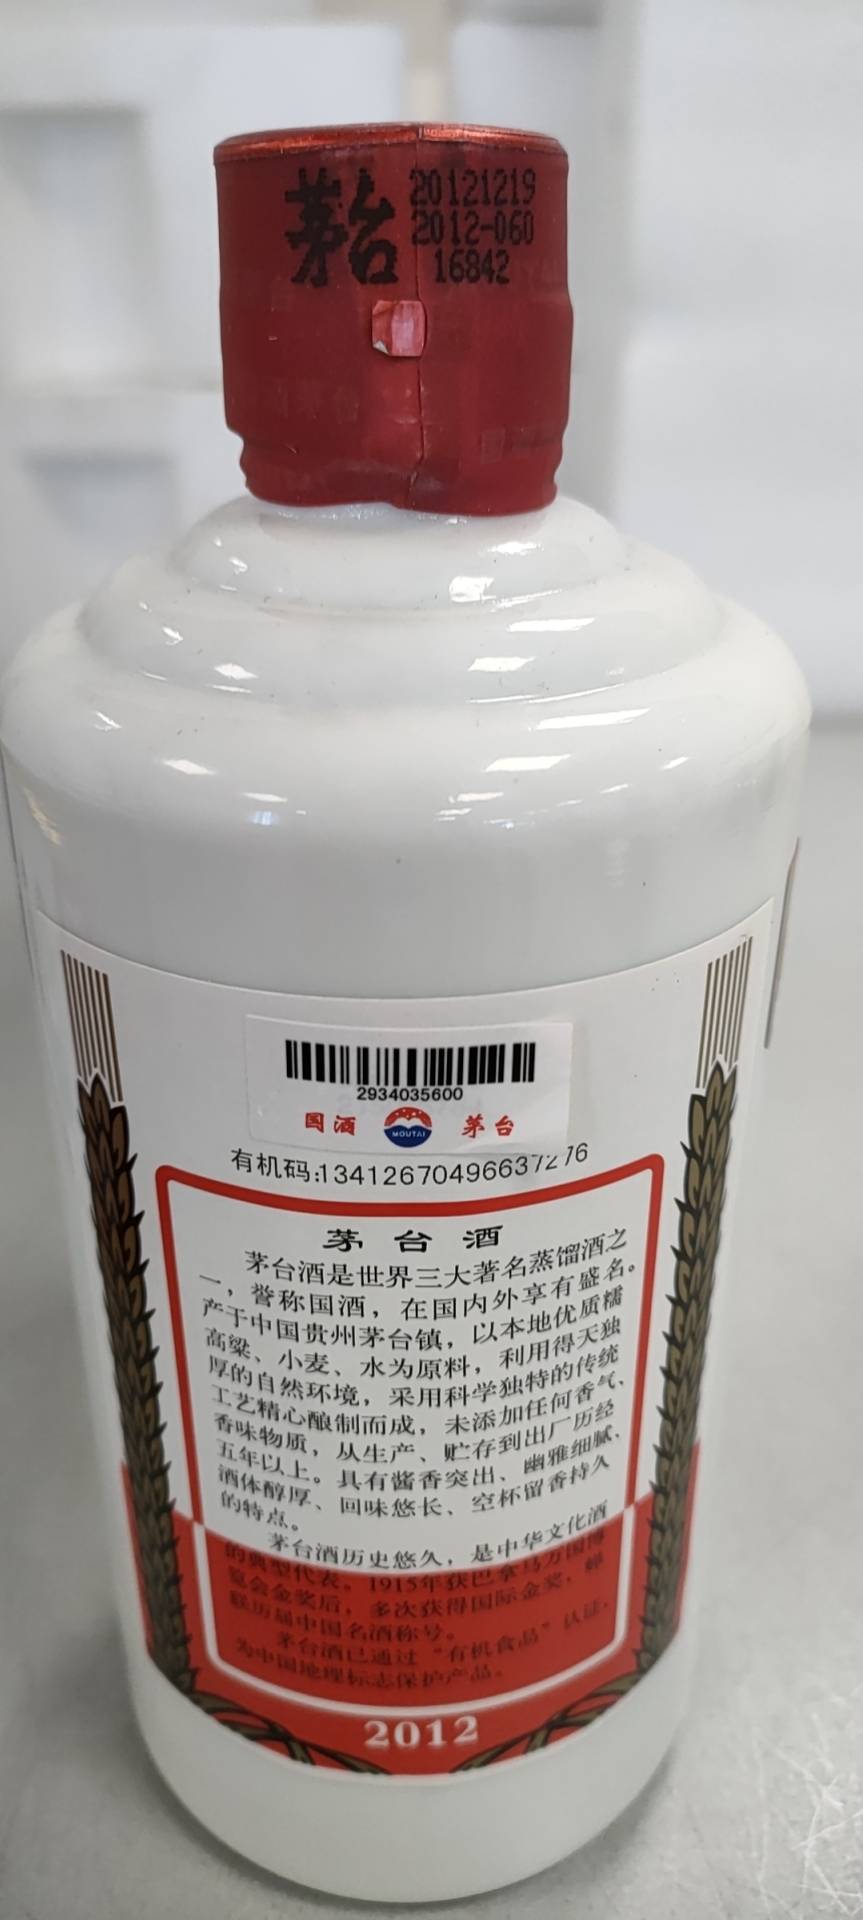 茅台
20121219
2012-060
16842
2934035600
国酒 MOUTAI 茅台
有机码:13412670496637276
茅台酒
茅台酒是世界三大著名蒸馏酒之
一，誉称国酒，在国内外享有盛名。
产于中国贵州茅台镇，以本地优质糯
高粱、小麦、水为原料，利用得天独
厚的自然环境，采用科学独特的传统
工艺精心酿制而成，未添加任何香气、
香味物质，从生产、贮存到出厂历经
五年以上。具有酱香突出、幽雅细腻、
酒体醇厚、回味悠长、空杯留香持久
的特点。
茅台酒历史悠久，是中华文化酒
的典型代表。1915年获巴拿马万国博
览会金奖后，多次获得国际金奖，蝉
联历届中国名酒称号。
茅台酒已通过“有机食品”认证，
为中国地理标志保护产品。
2012